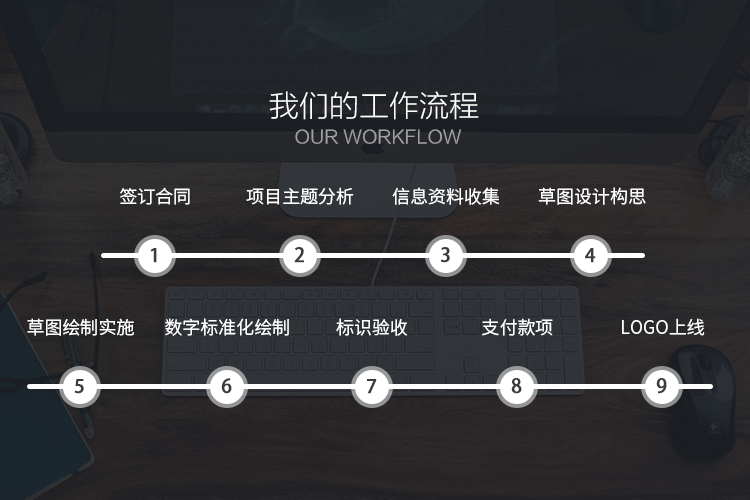 我们的工作流程
OUR WORKFLOW
签订合同 项目主题分析 信息资料收集 草图设计构思
1 2 3 4
草图绘制实施 数字标准化绘制 标识验收 支付款项 LOGO上线
5 6 7 8 9